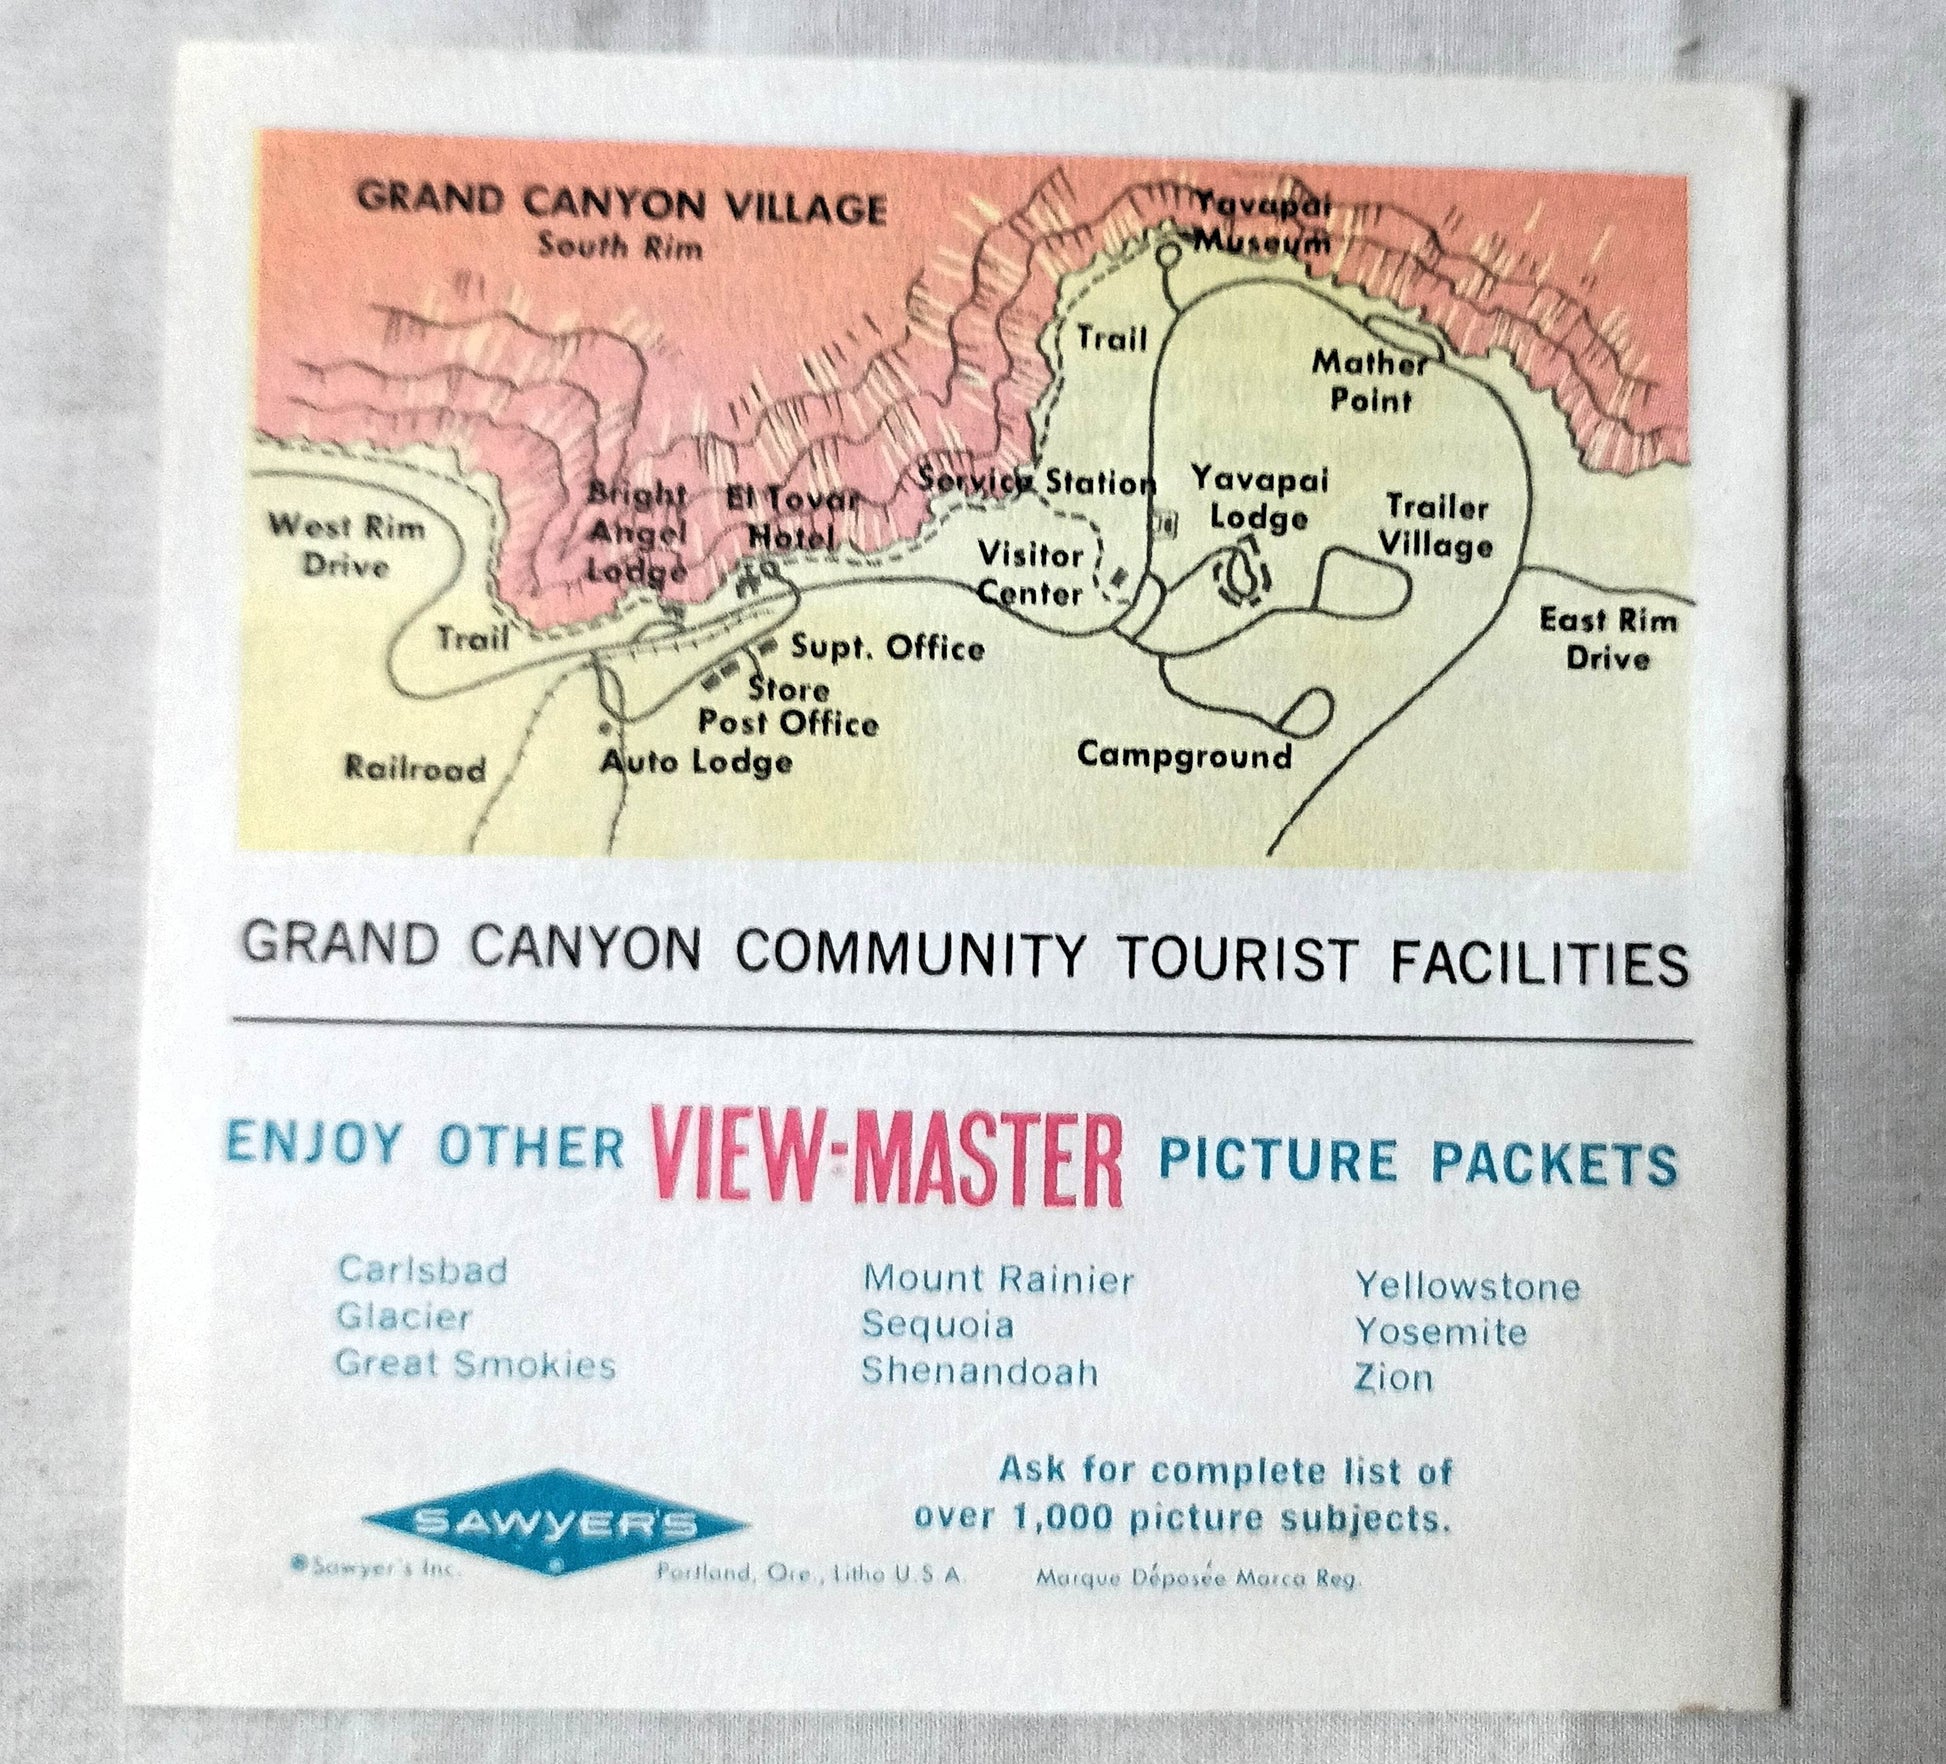 GRAND CANYON VILLAGE
South Rim
Yavapai
Museum
Trail
Mather
Point
Bright
Angel
Lodge
El Tovar
Hotel
Service Station
Yavapai
Lodge
Trailer
Village
West Rim
Drive
Visitor
Center
Trail
Supt. Office
Store
Post Office
Auto Lodge
Railroad
Campground
East Rim
Drive
GRAND CANYON COMMUNITY TOURIST FACILITIES
ENJOY OTHER VIEW-MASTER PICTURE PACKETS
Carlsbad
Glacier
Great Smokies
Mount Rainier
Sequoia
Shenandoah
Yellowstone
Yosemite
Zion
Ask for complete list of
over 1,000 picture subjects.
SAWYER'S
®Sawyer's Inc. Portland, Ore., Litho U.S.A. Marque Déposée Marca Reg.